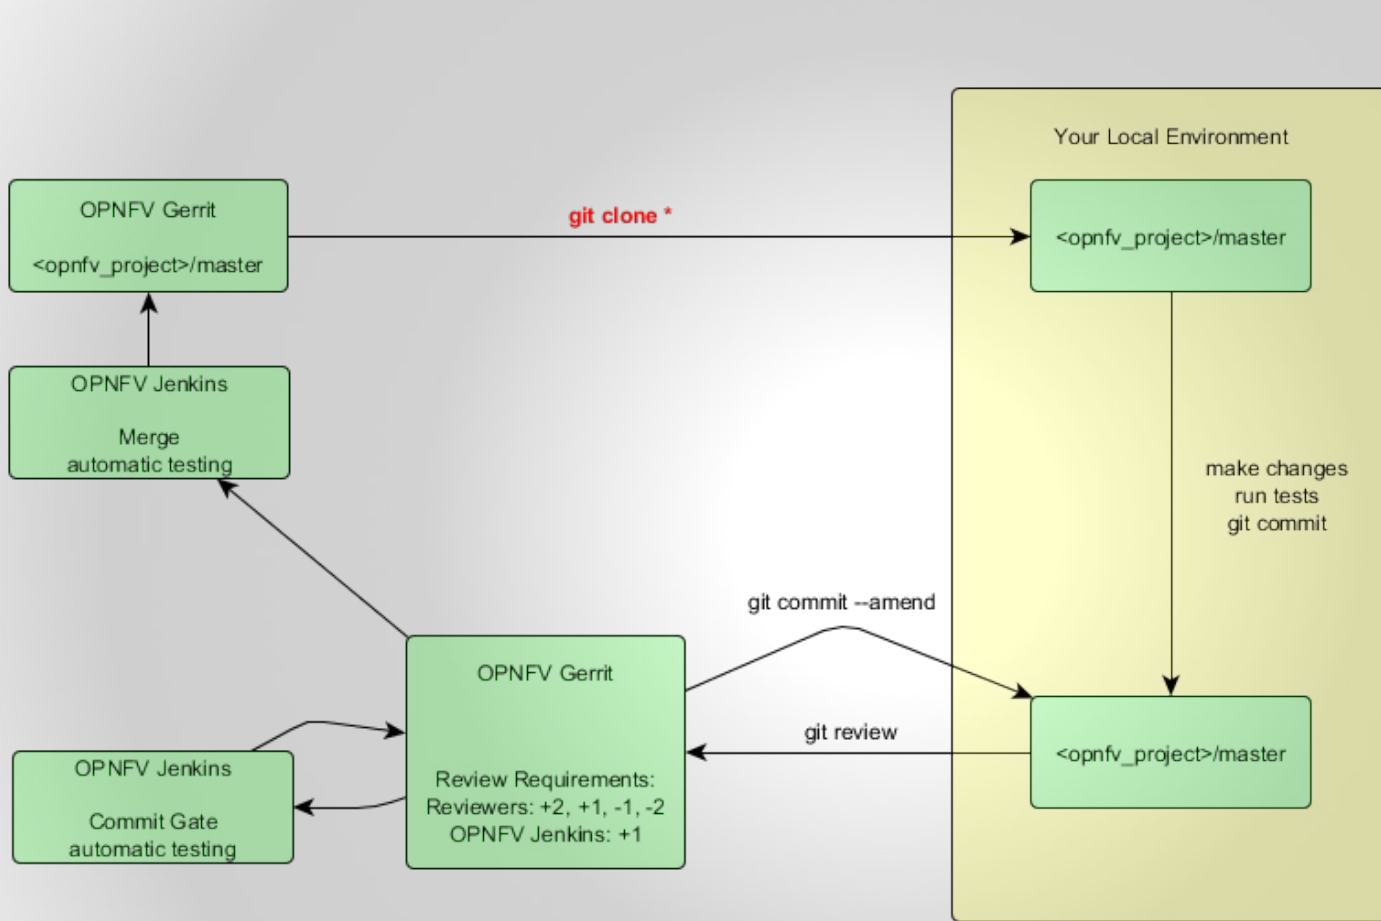 Your Local Environment
OPNFV Gerrit
<opnfv_project>/master
git clone *
<opnfv_project>/master
OPNFV Jenkins
Merge
automatic testing
make changes
run tests
git commit
git commit --amend
OPNFV Gerrit
Review Requirements:
Reviewers: +2, +1, -1, -2
OPNFV Jenkins: +1
git review
<opnfv_project>/master
OPNFV Jenkins
Commit Gate
automatic testing